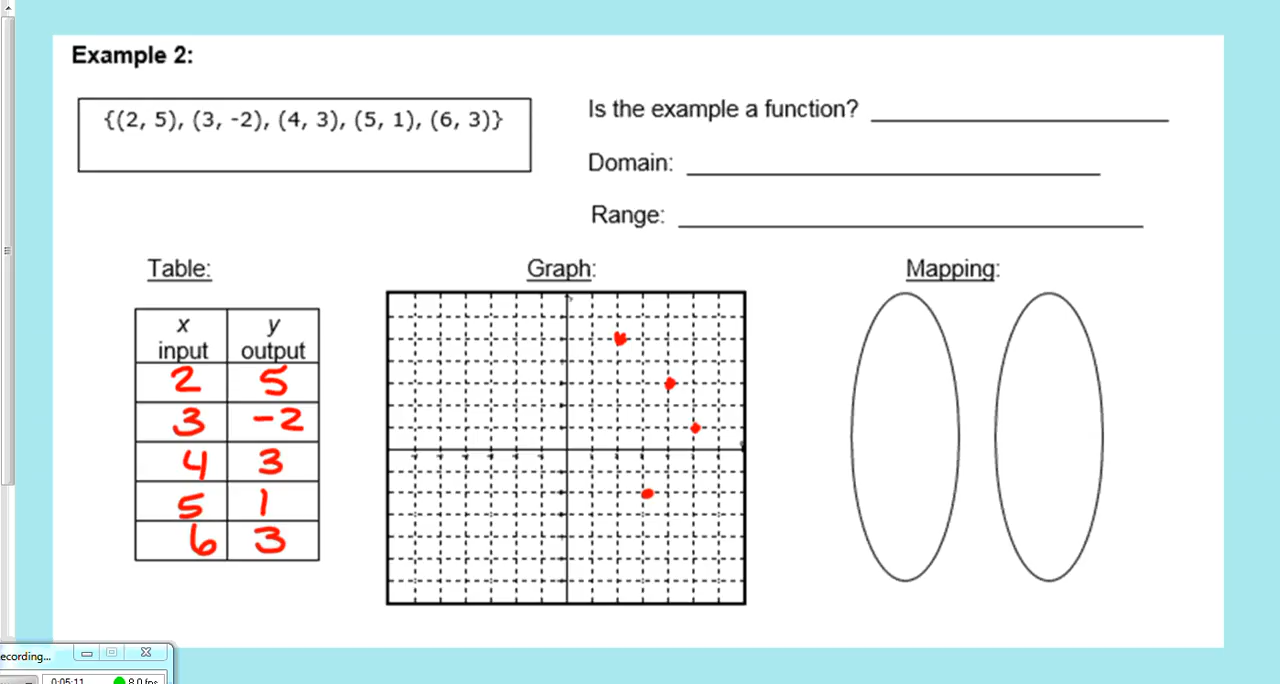 Example 2:
{(2, 5), (3, -2), (4, 3), (5, 1), (6, 3)}
Is the example a function?
Domain:
Range:
Table:
x y
input output
2 5
3 -2
4 3
5 1
6 3
Graph:
Mapping:
ecording...
0:05:11 8.0 fps